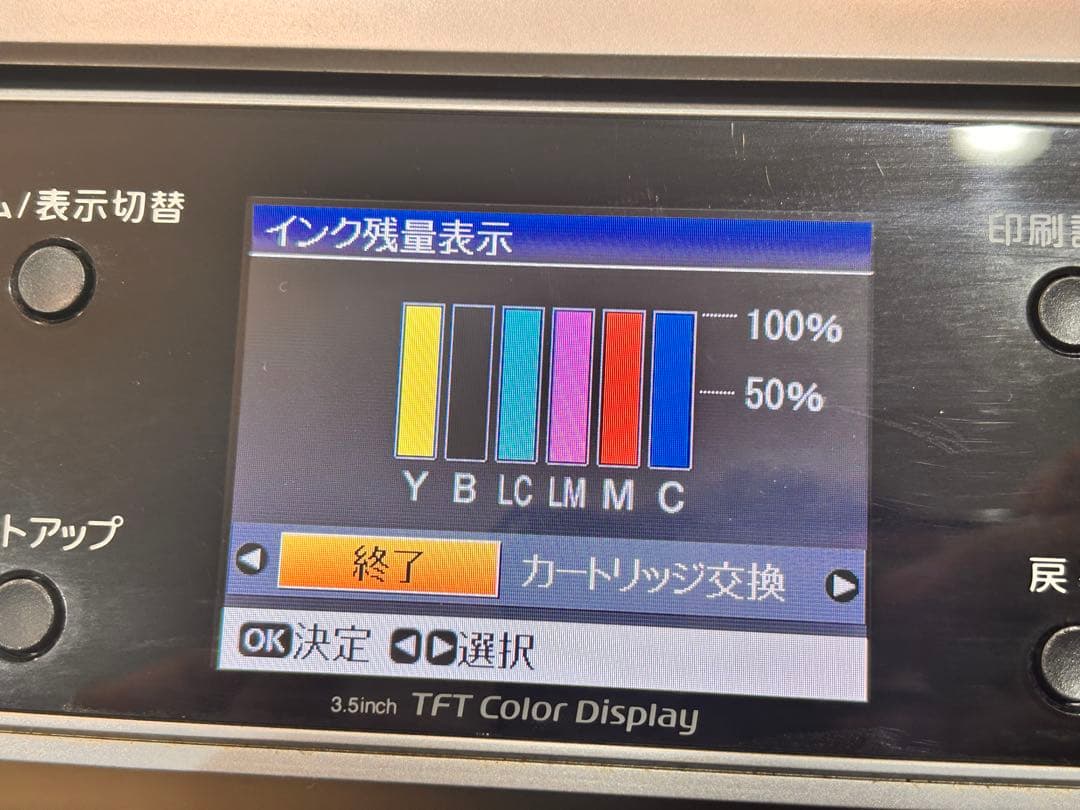 ム/表示切替
インク残量表示
印刷
100%
50%
Y B LC LM M C
トアップ
終了 カートリッジ交換
戻
OK決定 選択
3.5inch TFT Color Display